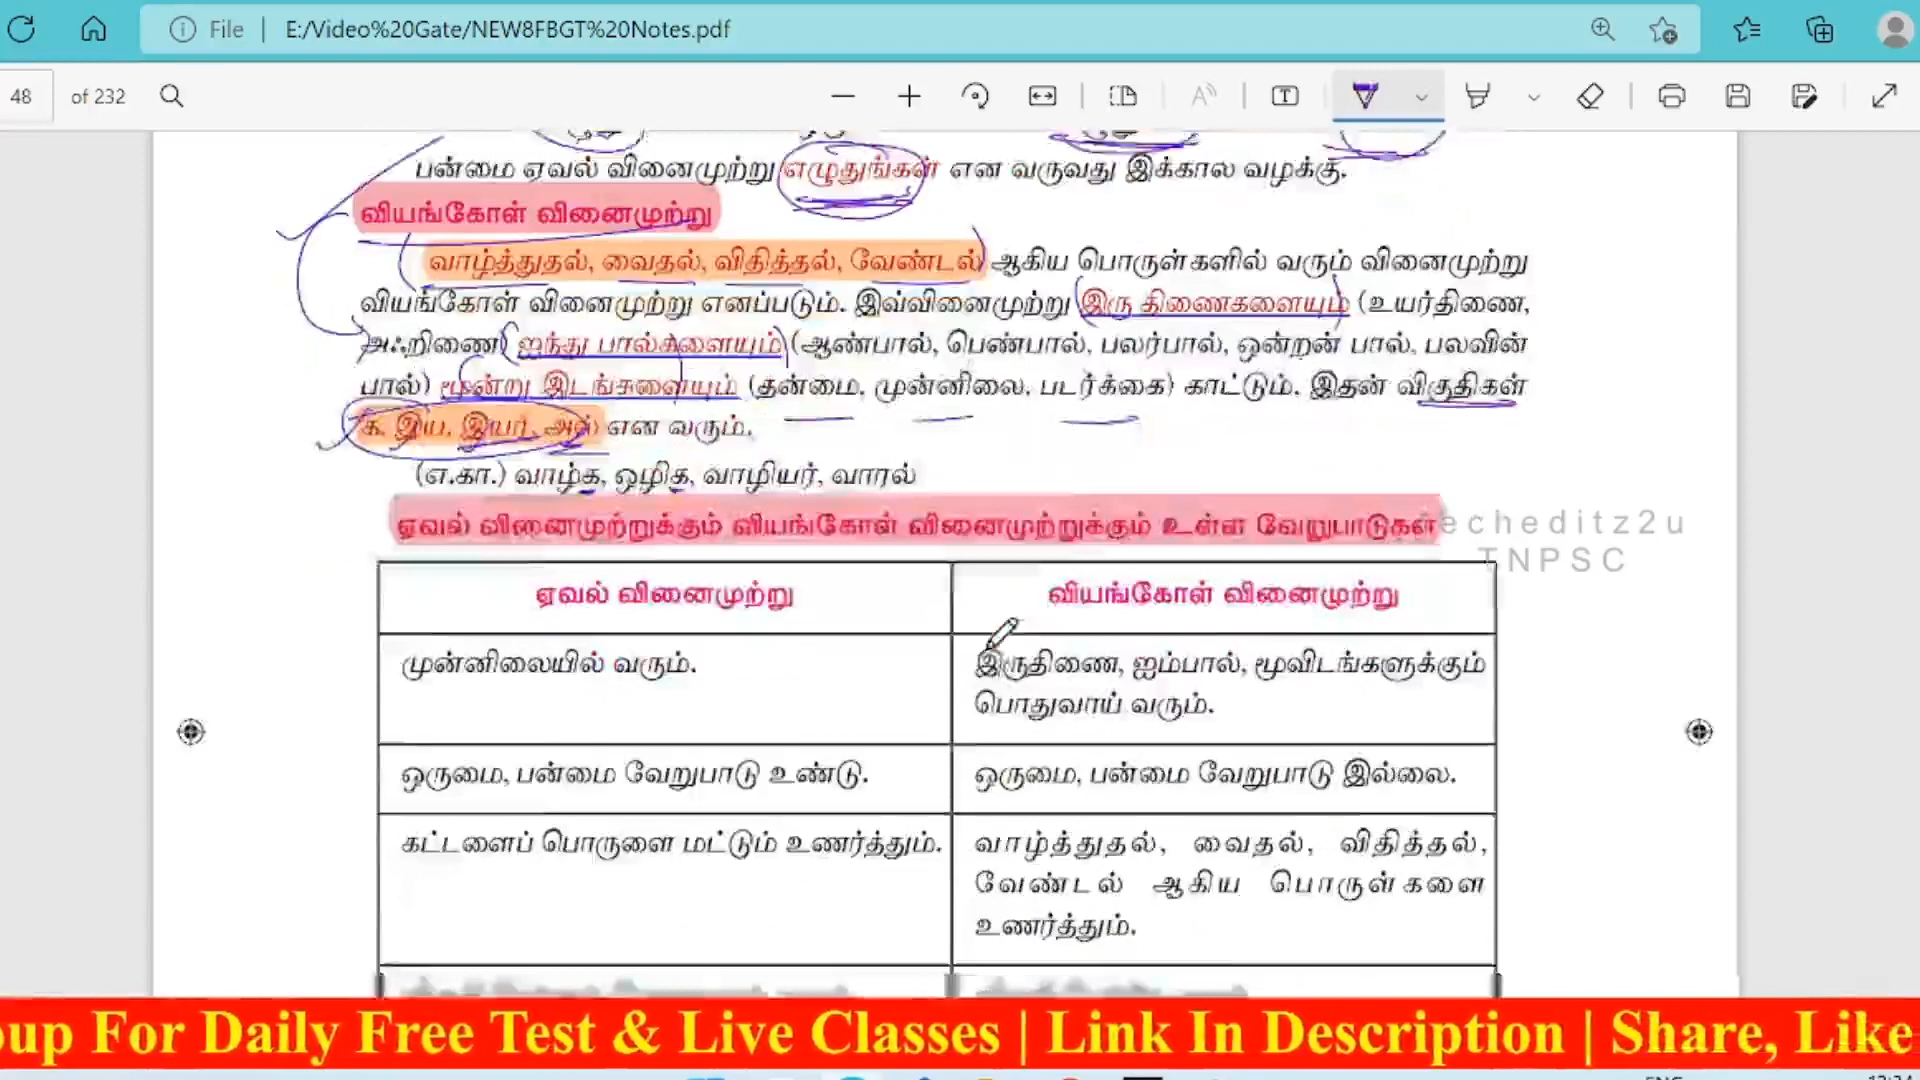 File
E:/Video%20Gate/NEW8FBGT%20Notes.pdf
48 of 232
பன்மை ஏவல் வினைமுற்று எழுதுங்கள் என வருவது இக்கால வழக்கு.
வியங்கோள் வினைமுற்று
வாழ்த்துதல், வைதல், விதித்தல், வேண்டல் ஆகிய பொருள்களில் வரும் வினைமுற்று
வியங்கோள் வினைமுற்று எனப்படும். இவ்வினைமுற்று இரு திணைகளையும் (உயர்திணை,
அஃறிணை) ஐந்து பால்களையும் (ஆண்பால், பெண்பால், பலர்பால், ஒன்றன் பால், பலவின்
பால்) மூன்று இடங்களையும் (தன்மை, முன்னிலை, படர்க்கை) காட்டும். இதன் விகுதிகள்
க, இய, இயர், அல் என வரும்.
(எ.கா.) வாழ்க, ஒழிக, வாழியர், வாரல்
ஏவல் வினைமுற்றுக்கும் வியங்கோள் வினைமுற்றுக்கும் உள்ள வேறுபாடுகள்
echeditz2u
TNPSC
ஏவல் வினைமுற்று
வியங்கோள் வினைமுற்று
முன்னிலையில் வரும்.
இருதிணை, ஐம்பால், மூவிடங்களுக்கும்
பொதுவாய் வரும்.
ஒருமை, பன்மை வேறுபாடு உண்டு.
ஒருமை, பன்மை வேறுபாடு இல்லை.
கட்டளைப் பொருளை மட்டும் உணர்த்தும்.
வாழ்த்துதல், வைதல், விதித்தல்,
வேண்டல் ஆகிய பொருள்களை
உணர்த்தும்.
oup For Daily Free Test & Live Classes | Link In Description | Share, Like